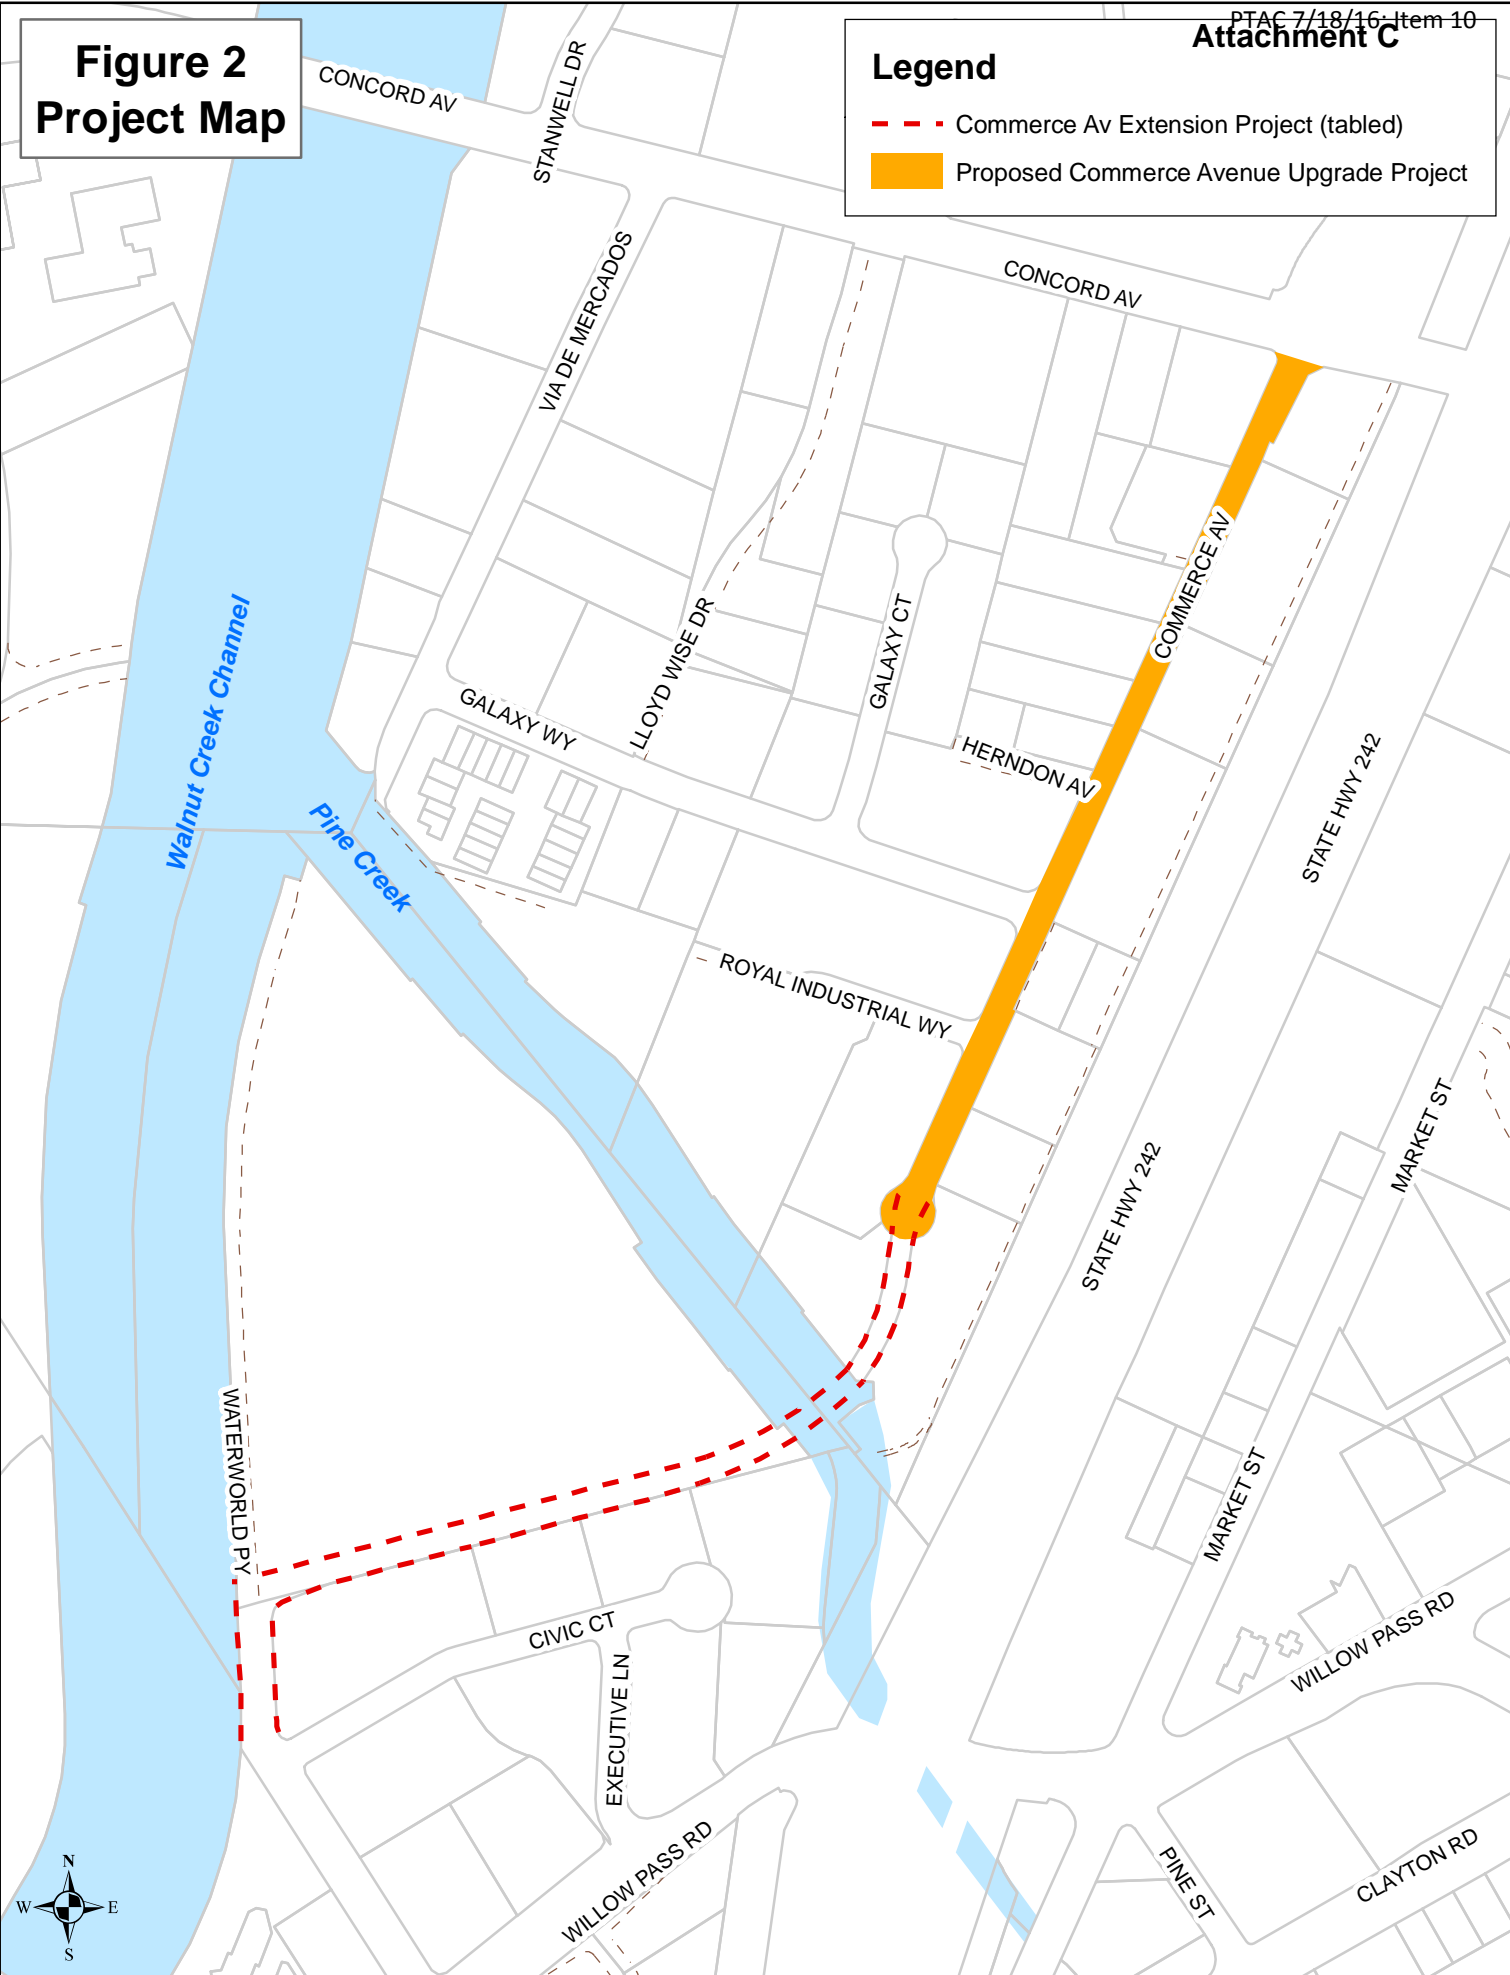 PTAC 7/18/16: Item 10
Attachment C
Figure 2
Project Map
Legend
Commerce Av Extension Project (tabled)
Proposed Commerce Avenue Upgrade Project
CONCORD AV
STANWELL DR
VIA DE MERCADOS
CONCORD AV
COMMERCE AV
Walnut Creek Channel
LLOYD WISE DR
GALAXY CT
GALAXY WY
HERNDON AV
STATE HWY 242
Pine Creek
ROYAL INDUSTRIAL WY
MARKET ST
STATE HWY 242
WATERWORLD PY
MARKET ST
CIVIC CT
EXECUTIVE LN
WILLOW PASS RD
WILLOW PASS RD
PINE ST
CLAYTON RD
N
W
E
S